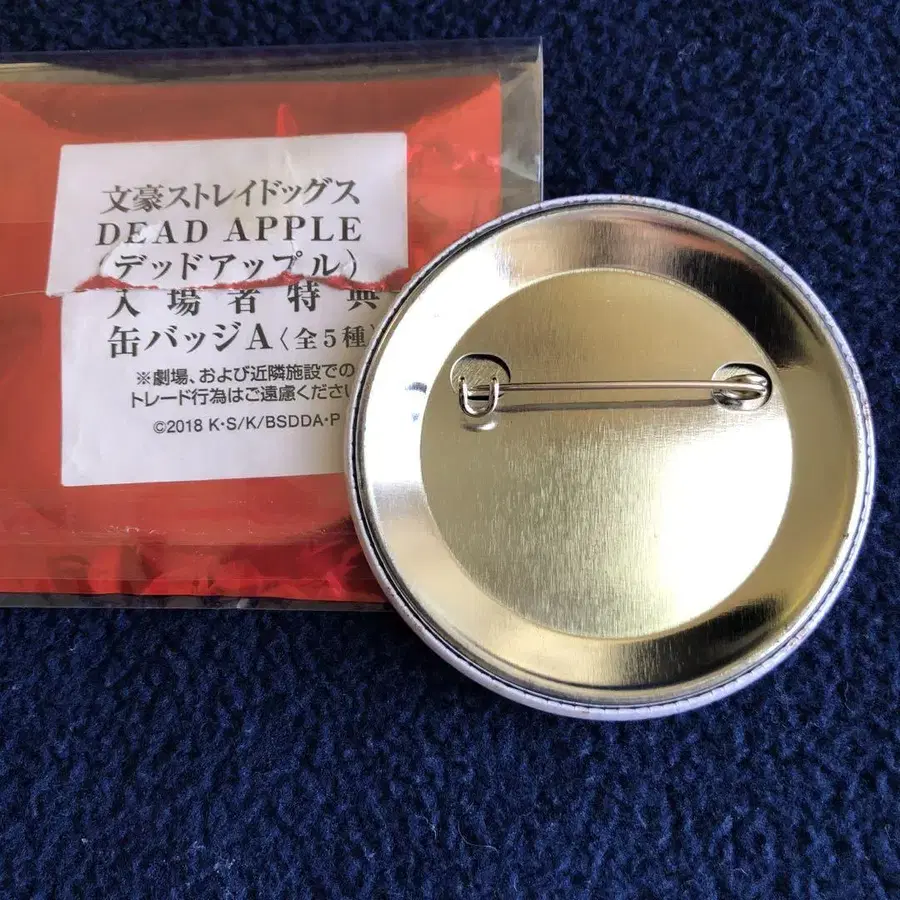 文豪ストレイドッグス
DEAD APPLE
(デッドアップル)
入場者特典
缶バッジA〈全5種〉
※劇場、および近隣施設での
トレード行為はご遠慮ください
©2018 K・S/K/BSDDA・P